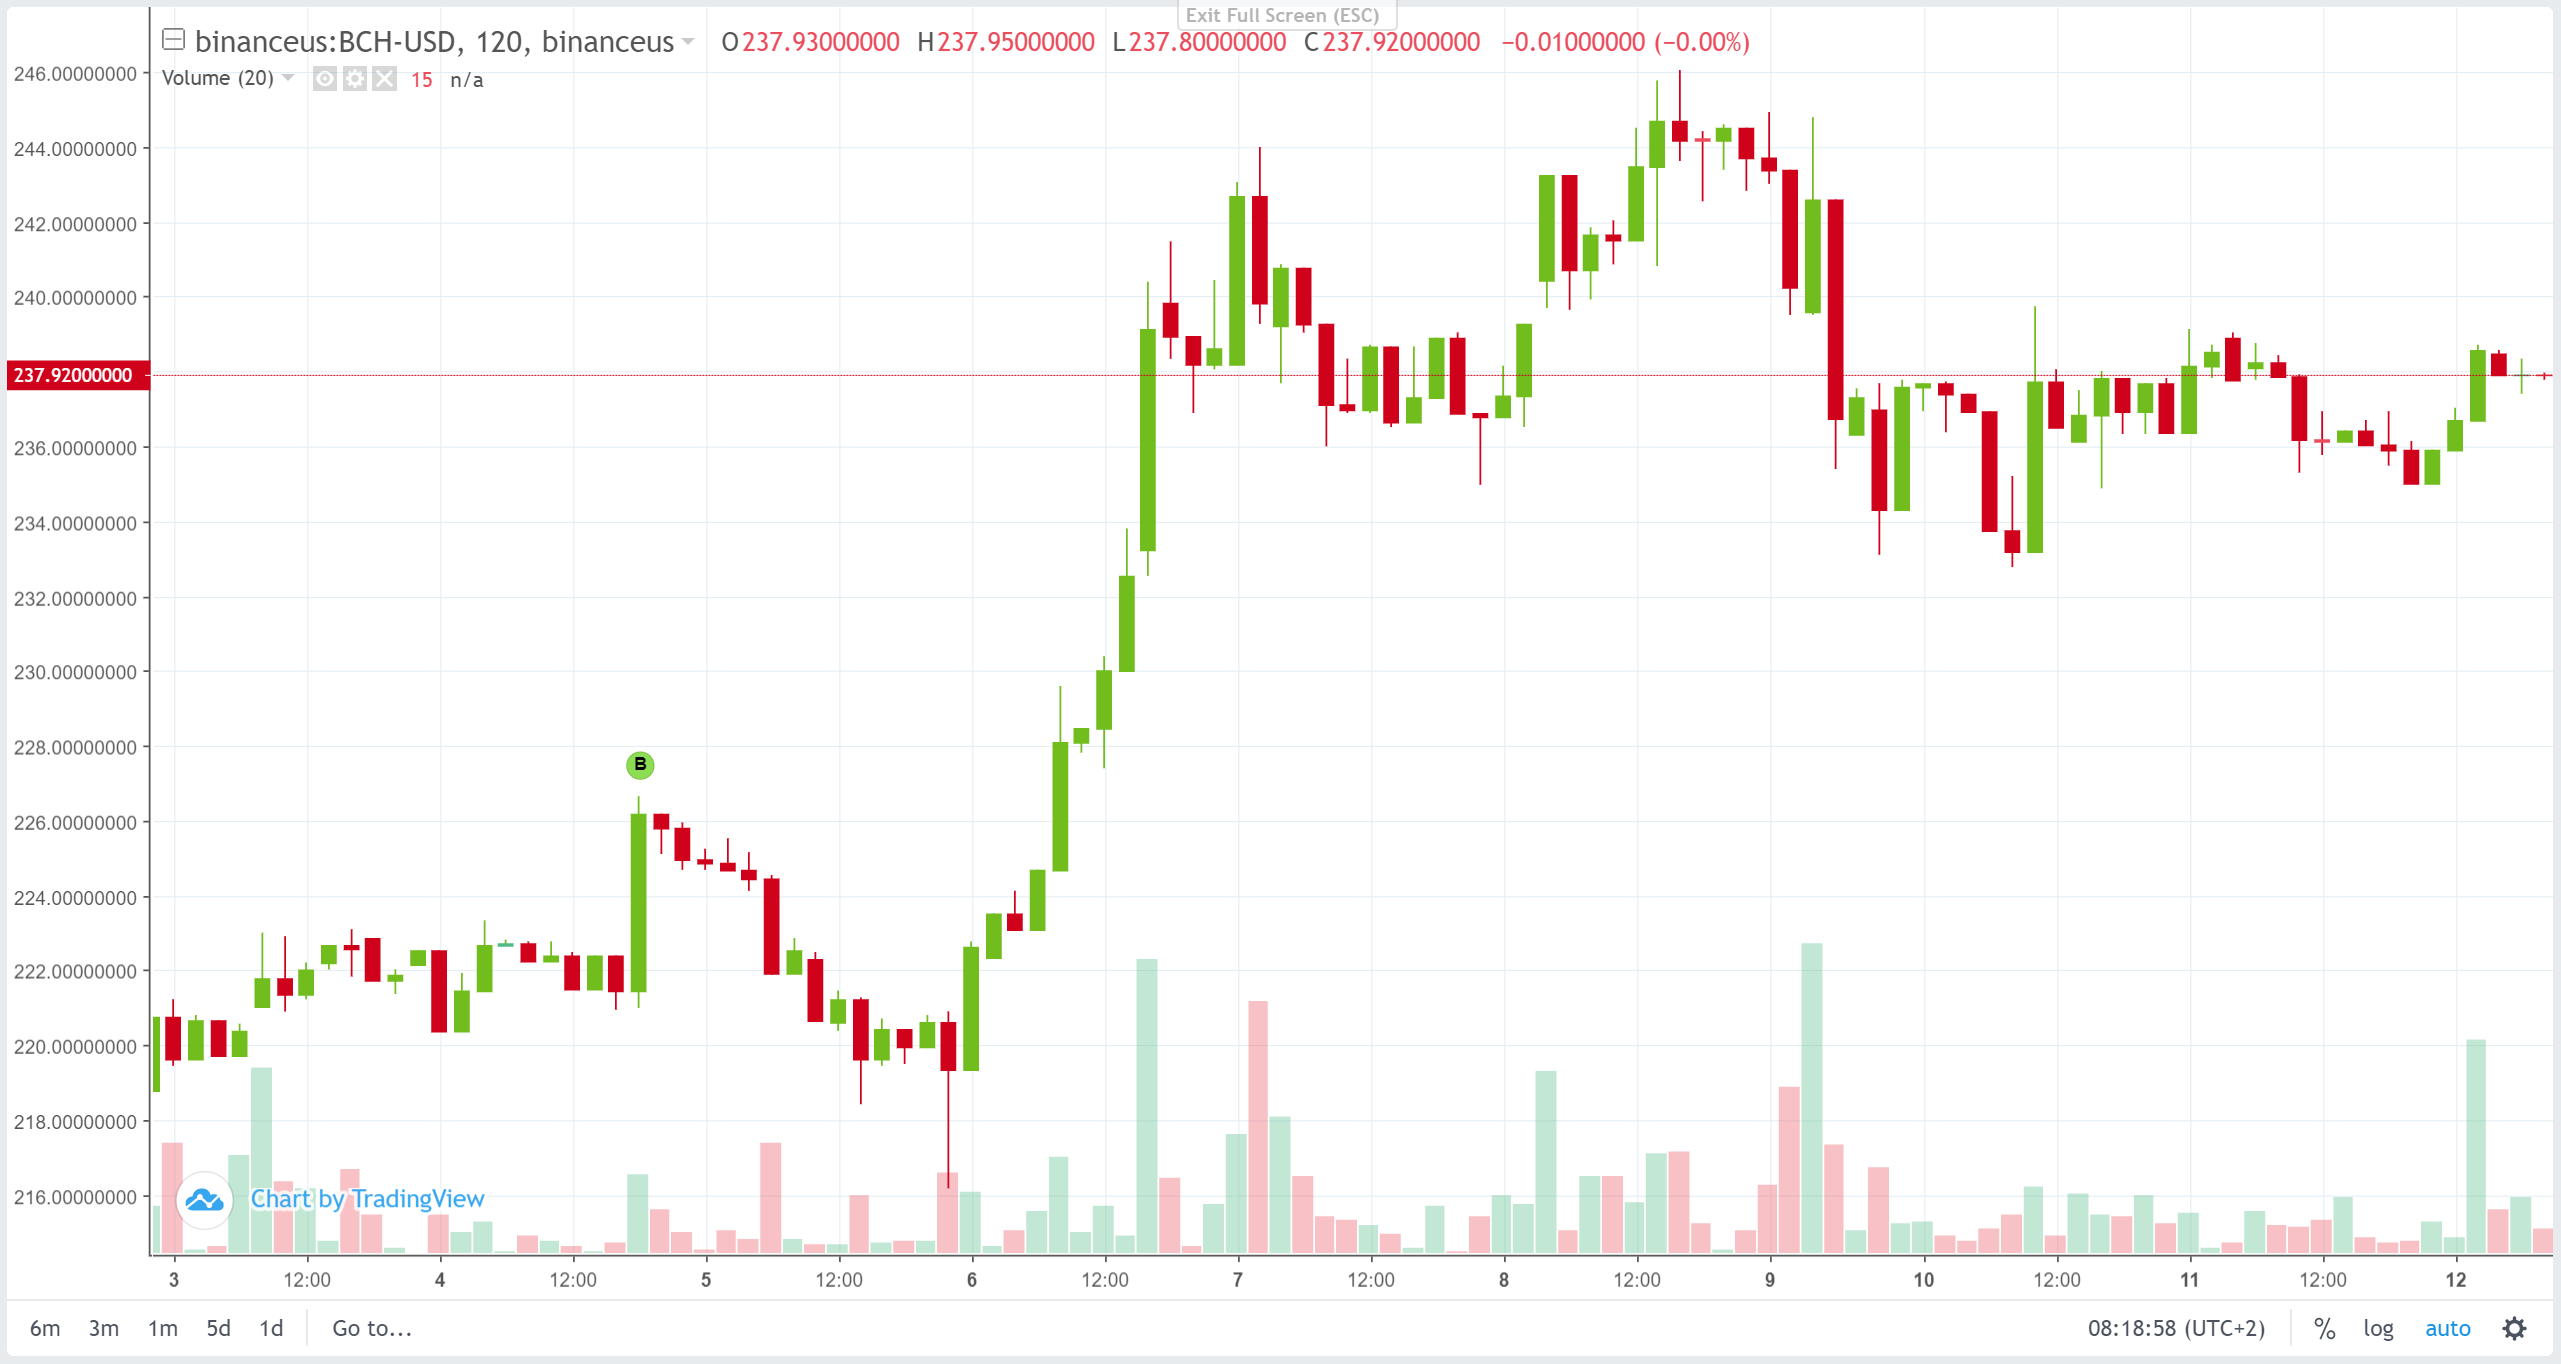 Exit Full Screen (ESC)
binanceus:BCH-USD, 120, binanceus O237.93000000 H237.95000000 L237.80000000 C237.92000000 −0.01000000 (−0.00%)
Volume (20) 15 n/a
246.00000000
244.00000000
242.00000000
240.00000000
237.92000000
236.00000000
234.00000000
232.00000000
230.00000000
228.00000000
B
226.00000000
224.00000000
222.00000000
220.00000000
218.00000000
216.00000000
Chart by TradingView
3 12:00 4 12:00 5 12:00 6 12:00 7 12:00 8 12:00 9 10 12:00 11 12:00 12
6m 3m 1m 5d 1d Go to... 08:18:58 (UTC+2) % log auto